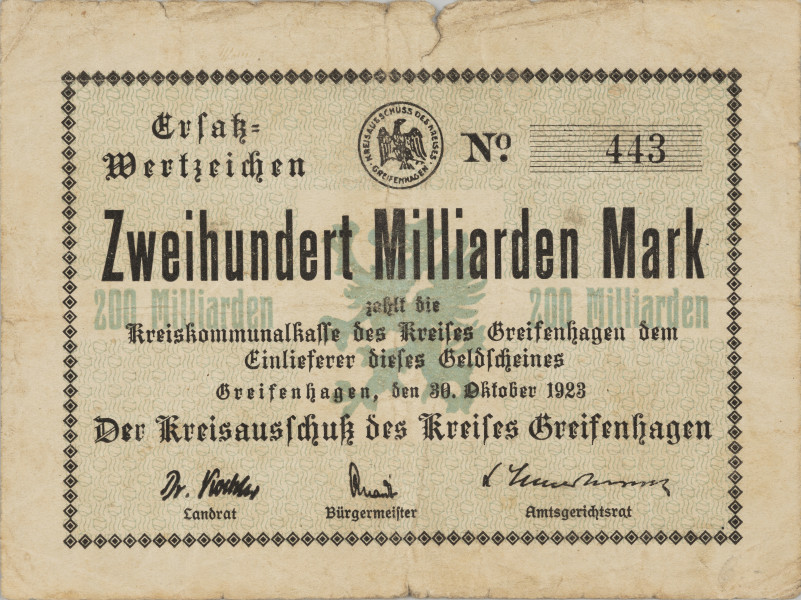 Ersatz=
Wertzeichen
KREISAUSSCHUSS DES KREISES
GREIFENHAGEN
No. 443
Zweihundert Milliarden Mark
200 Milliarden 200 Milliarden
zahlt die
Kreiskommunalkasse des Kreises Greifenhagen dem
Einlieferer dieses Geldscheines
Greifenhagen, den 30. Oktober 1923
Der Kreisausschuß des Kreises Greifenhagen
Dr.
Landrat Bürgermeister Amtsgerichtsrat